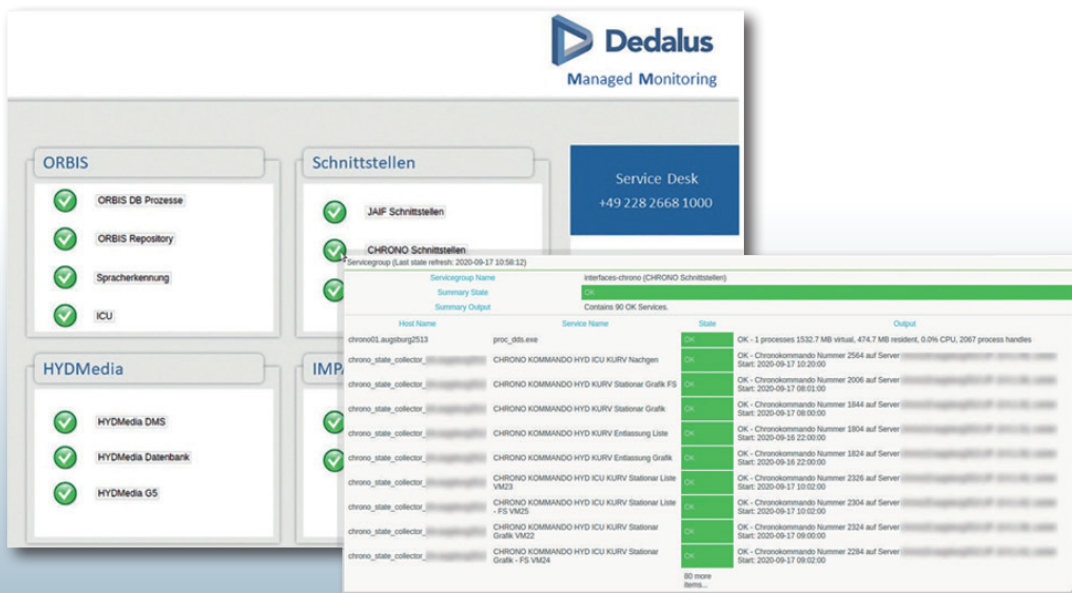 Dedalus
Managed Monitoring
ORBIS
ORBIS DB Prozesse
ORBIS Repository
Spracherkennung
ICU
Schnittstellen
JAIF Schnittstellen
CHRONO Schnittstellen
Service Desk
+49 228 2668 1000
HYDMedia
HYDMedia DMS
HYDMedia Datenbank
HYDMedia G5
IMPA
Servicegroup (Last state refresh: 2020-09-17 10:58:12)
Servicegroup Name interfaces-chrono (CHRONO Schnittstellen)
Summary State OK
Summary Output Contains 90 OK Services.
Host Name Service Name State Output
chrono01.augsburg2513 proc_dds.exe OK OK - 1 processes 1532.7 MB virtual, 474.7 MB resident, 0.0% CPU, 2067 process handles
chrono_state_collector_ CHRONO KOMMANDO HYD ICU KURV Nachgen OK OK - Chronokommando Nummer 2564 auf Server
Start: 2020-09-17 10:20:00
chrono_state_collector_ CHRONO KOMMANDO HYD KURV Stationar Grafik FS OK OK - Chronokommando Nummer 2006 auf Server
Start: 2020-09-17 08:01:00
chrono_state_collector_ CHRONO KOMMANDO HYD KURV Stationar Grafik OK OK - Chronokommando Nummer 1844 auf Server
Start: 2020-09-17 08:00:00
chrono_state_collector_ CHRONO KOMMANDO HYD KURV Entlassung Liste OK OK - Chronokommando Nummer 1804 auf Server
Start: 2020-09-16 22:00:00
chrono_state_collector_ CHRONO KOMMANDO HYD KURV Entlassung Grafik OK OK - Chronokommando Nummer 1824 auf Server
Start: 2020-09-16 22:00:00
chrono_state_collector_ CHRONO KOMMANDO HYD ICU KURV Stationar Liste OK OK - Chronokommando Nummer 2326 auf Server
VM23 Start: 2020-09-17 10:02:00
chrono_state_collector_ CHRONO KOMMANDO HYD ICU KURV Stationar Liste OK OK - Chronokommando Nummer 2304 auf Server
- FS VM25 Start: 2020-09-17 10:02:00
chrono_state_collector_ CHRONO KOMMANDO HYD ICU KURV Stationar OK OK - Chronokommando Nummer 2324 auf Server
Grafik VM22 Start: 2020-09-17 09:00:00
chrono_state_collector_ CHRONO KOMMANDO HYD ICU KURV Stationar OK OK - Chronokommando Nummer 2284 auf Server
Grafik - FS VM24 Start: 2020-09-17 09:02:00
80 more
items...